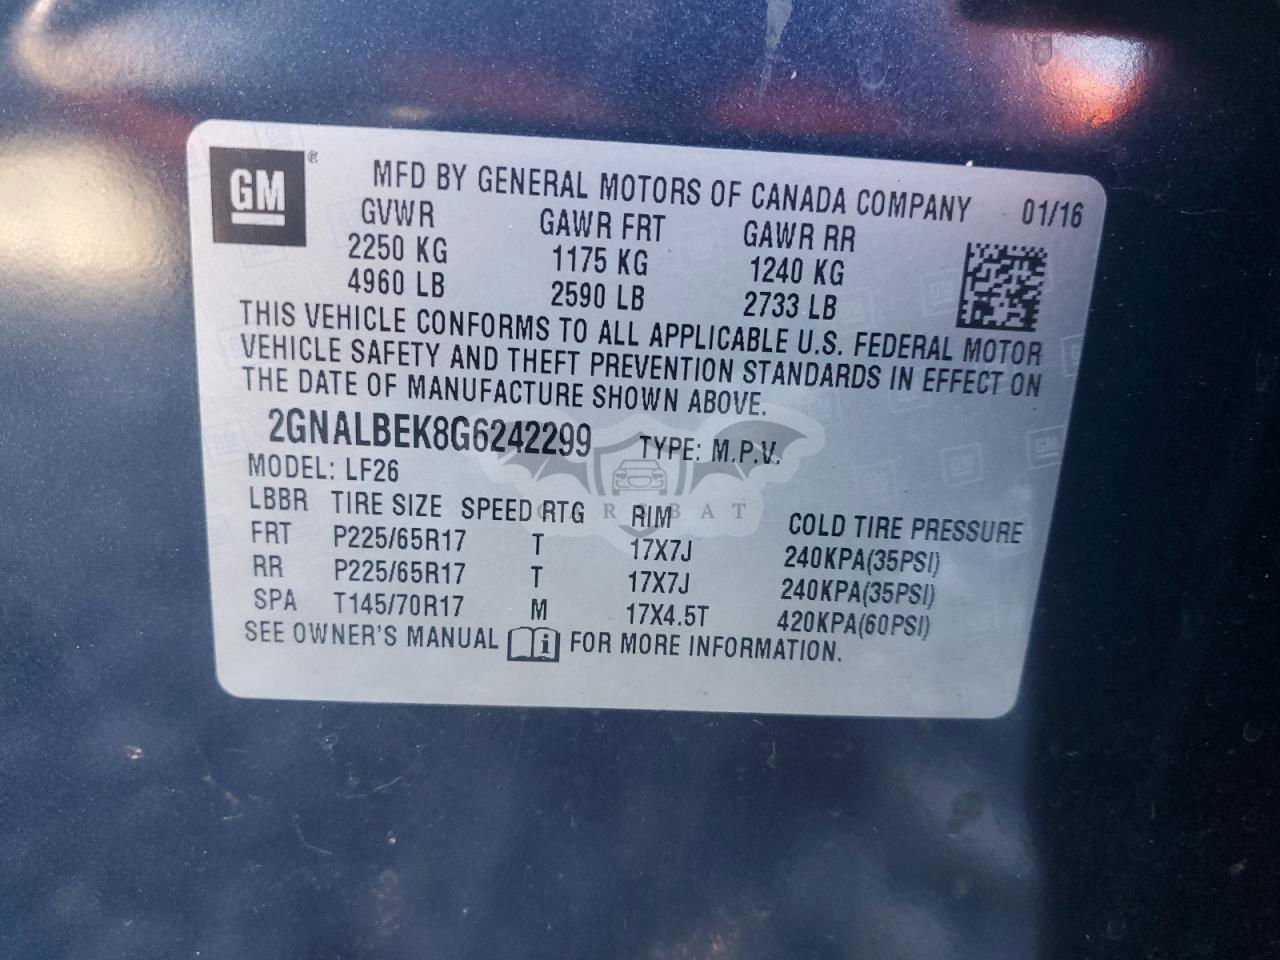 GM
MFD BY GENERAL MOTORS OF CANADA COMPANY 01/16
GVWR GAWR FRT GAWR RR
2250 KG 1175 KG 1240 KG
4960 LB 2590 LB 2733 LB
THIS VEHICLE CONFORMS TO ALL APPLICABLE U.S. FEDERAL MOTOR
VEHICLE SAFETY AND THEFT PREVENTION STANDARDS IN EFFECT ON
THE DATE OF MANUFACTURE SHOWN ABOVE.
2GNALBEK8G6242299 TYPE: M.P.V.
MODEL: LF26
LBBR TIRE SIZE SPEED RTG RIM COLD TIRE PRESSURE
FRT P225/65R17 T 17X7J 240KPA(35PSI)
RR P225/65R17 T 17X7J 240KPA(35PSI)
SPA T145/70R17 M 17X4.5T 420KPA(60PSI)
SEE OWNER'S MANUAL i FOR MORE INFORMATION.